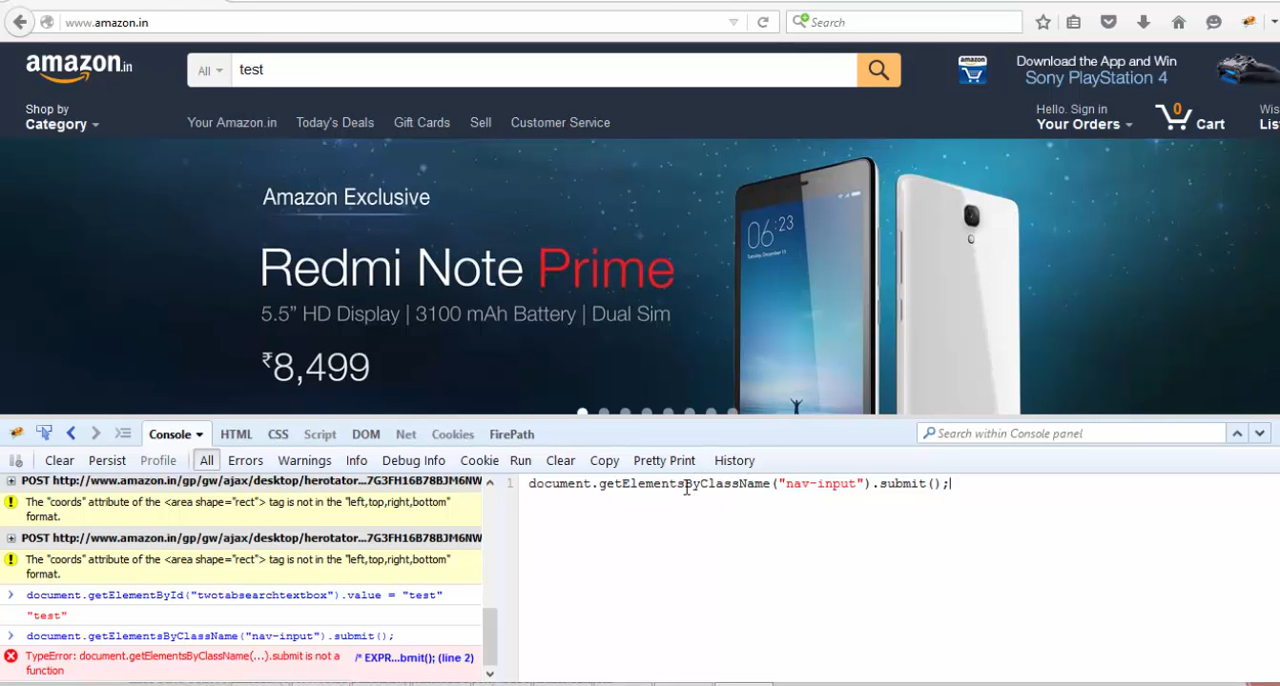 www.amazon.in
Search
amazon.in
All
test
Download the App and Win
Sony PlayStation 4
Shop by
Category
Your Amazon.in
Today's Deals
Gift Cards
Sell
Customer Service
Hello. Sign in
Your Orders
0
Cart
Wis
Lis
Amazon Exclusive
Redmi Note Prime
5.5" HD Display | 3100 mAh Battery | Dual Sim
₹8,499
06:23
Console
HTML
CSS
Script
DOM
Net
Cookies
FirePath
Search within Console panel
Clear
Persist
Profile
All
Errors
Warnings
Info
Debug Info
Cookie
Run
Clear
Copy
Pretty Print
History
POST http://www.amazon.in/gp/gw/ajax/desktop/herotator...7G3FH16B78BJM6NW
The "coords" attribute of the <area shape="rect"> tag is not in the "left,top,right,bottom"
format.
POST http://www.amazon.in/gp/gw/ajax/desktop/herotator...7G3FH16B78BJM6NW
The "coords" attribute of the <area shape="rect"> tag is not in the "left,top,right,bottom"
format.
document.getElementById("twotabsearchtextbox").value = "test"
"test"
document.getElementsByClassName("nav-input").submit();
TypeError: document.getElementsByClassName(...).submit is not a
function
/* EXPR...bmit(); (line 2)
1
document.getElementsByClassName("nav-input").submit();